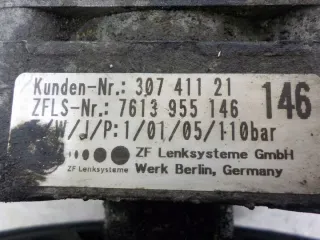 Kunden-Nr.: 307 411 21
ZFLS-Nr.: 7613 955 146 146
W/J/P:1/01/05/110bar
ZF Lenksysteme GmbH
ZF Lenksysteme Werk Berlin, Germany